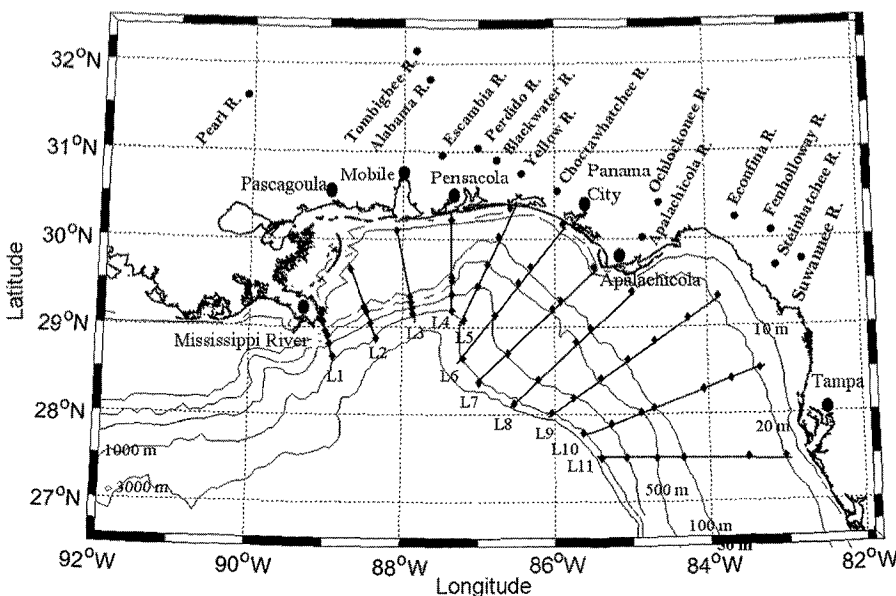 32°N
31°N
30°N
29°N
28°N
27°N
Latitude
Pearl R.
Tombigbee R.
Alabama R.
Escambia R.
Perdido R.
Blackwater R.
Yellow R.
Choctawhatchee R.
Ochlockonee R.
Apalachicola R.
Econfina R.
Fenholloway R.
Steinhatchee R.
Suwannee R.
Pascagoula
Mobile
Pensacola
Panama
City
Apalachicola
Mississippi River
Tampa
L1
L2
L3
L4
L5
L6
L7
L8
L9
L10
L11
10 m
20 m
1000 m
3000 m
500 m
100 m
50 m
92°W
90°W
88°W
86°W
84°W
82°W
Longitude